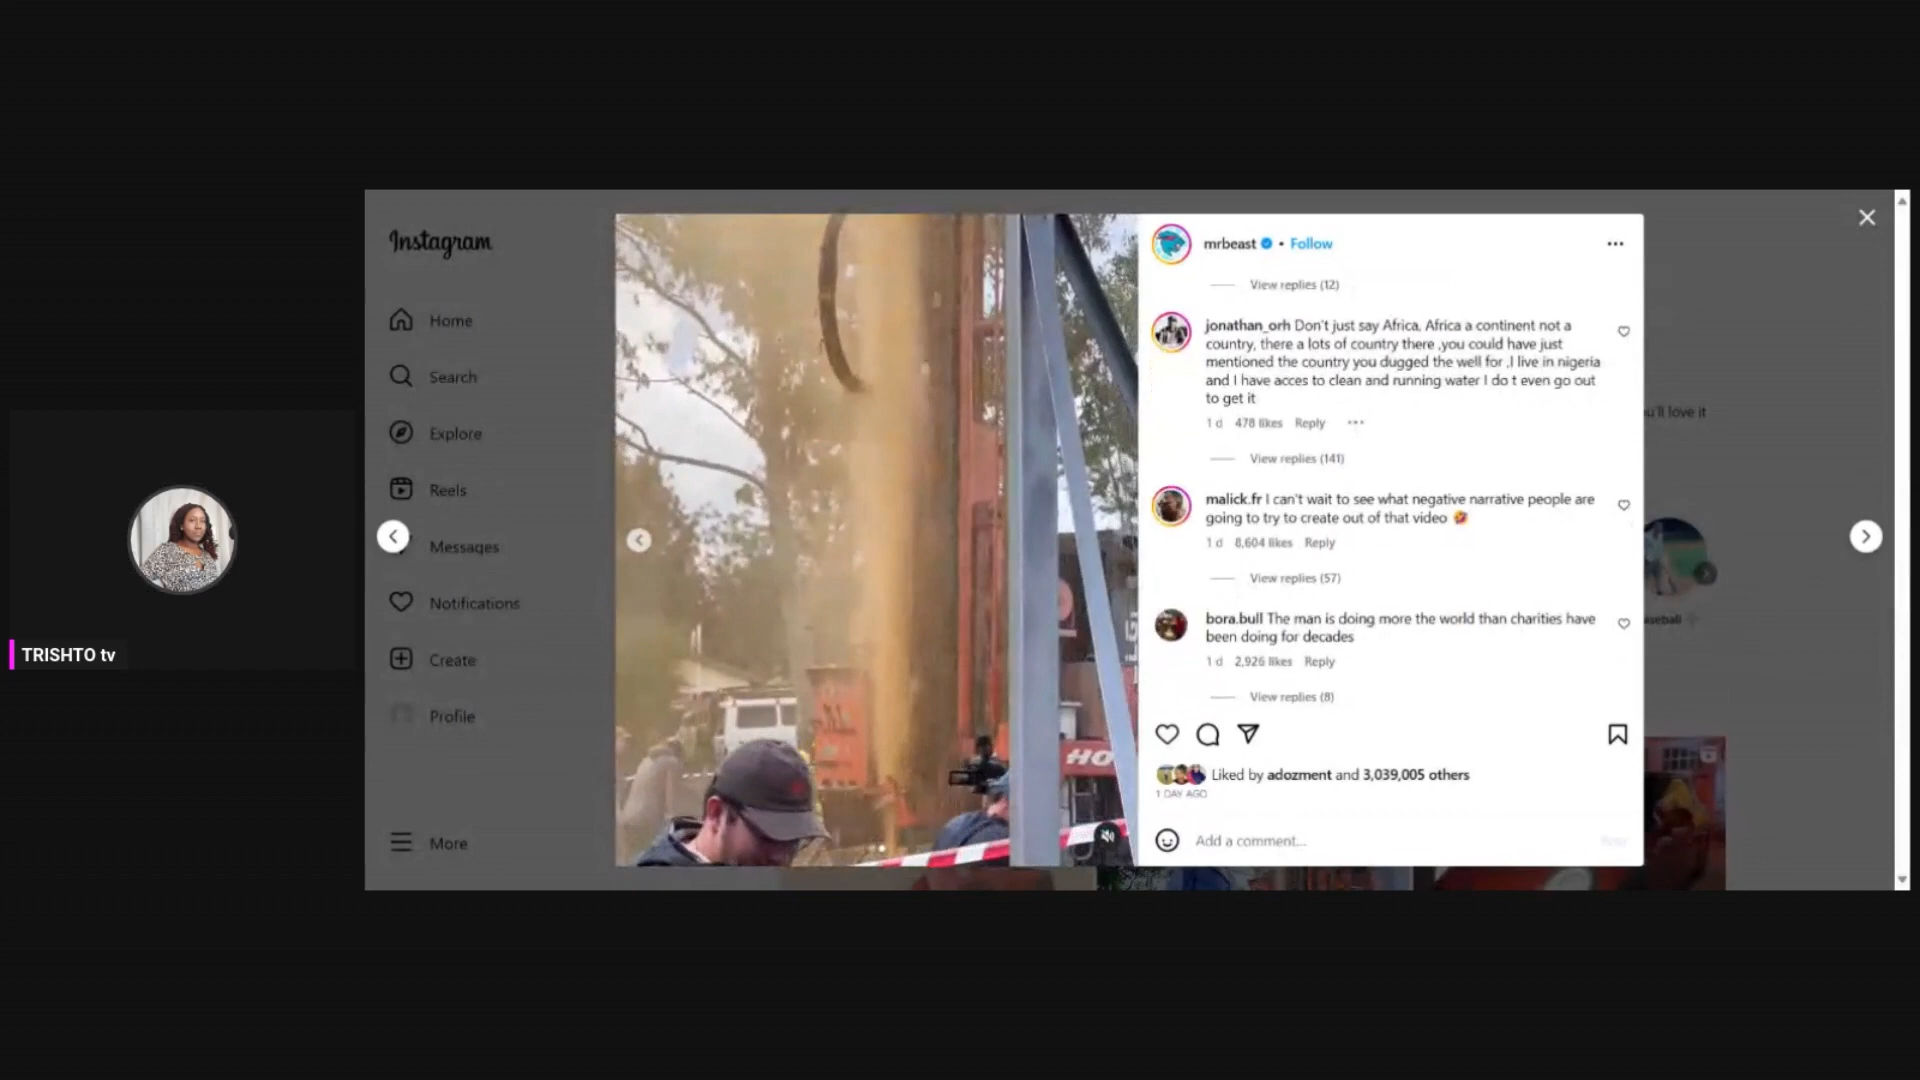 Instagram
Home
Search
Explore
Reels
Messages
Notifications
Create
Profile
More
TRISHTO tv
HO
mrbeast • Follow
View replies (12)
jonathan_orh Don't just say Africa, Africa a continent not a
country, there a lots of country there ,you could have just
mentioned the country you dugged the well for ,I live in nigeria
and I have acces to clean and running water I do t even go out
to get it
1 d 478 likes Reply
View replies (141)
malick.fr I can't wait to see what negative narrative people are
going to try to create out of that video 🤣
1 d 8,604 likes Reply
View replies (57)
bora.bull The man is doing more the world than charities have
been doing for decades
1 d 2,926 likes Reply
View replies (8)
Liked by adozment and 3,039,005 others
1 DAY AGO
Add a comment...
Post
u'll love it
seball